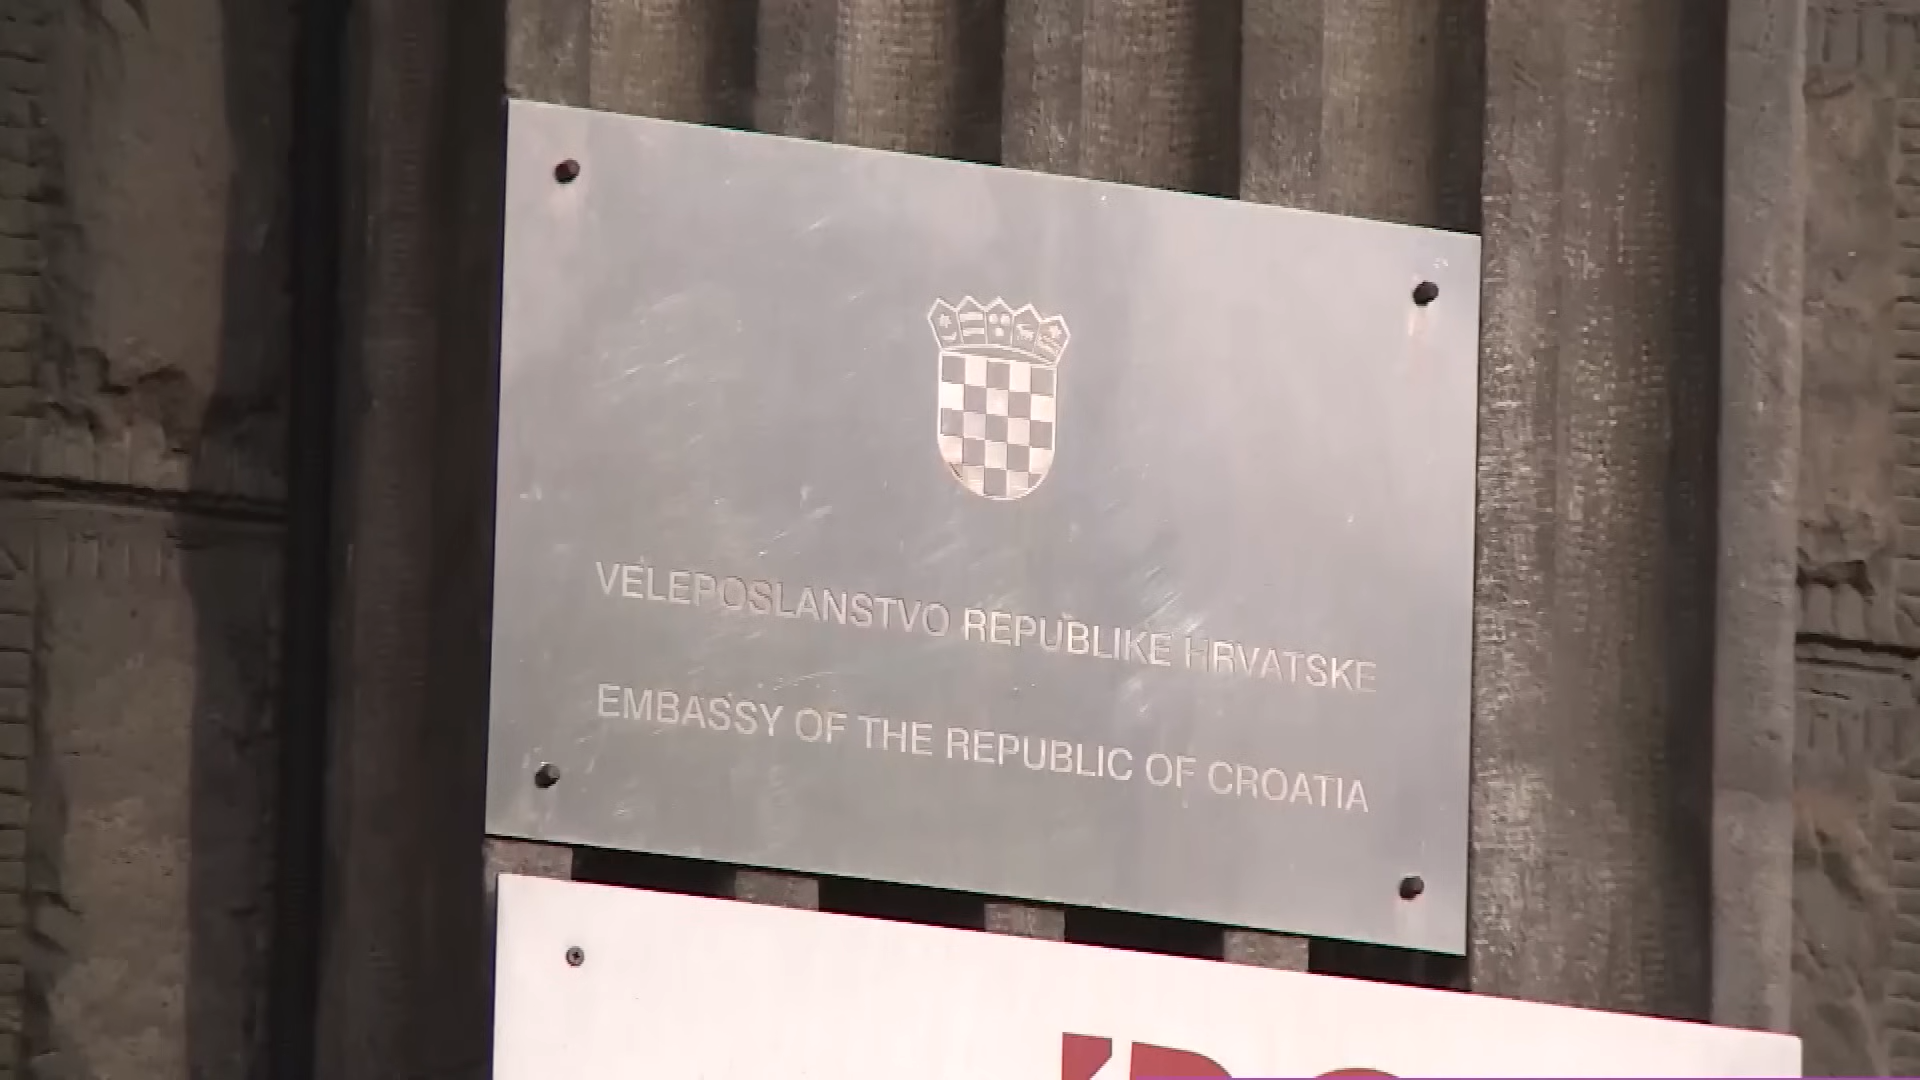 VELEPOSLANSTVO REPUBLIKE HRVATSKE
EMBASSY OF THE REPUBLIC OF CROATIA